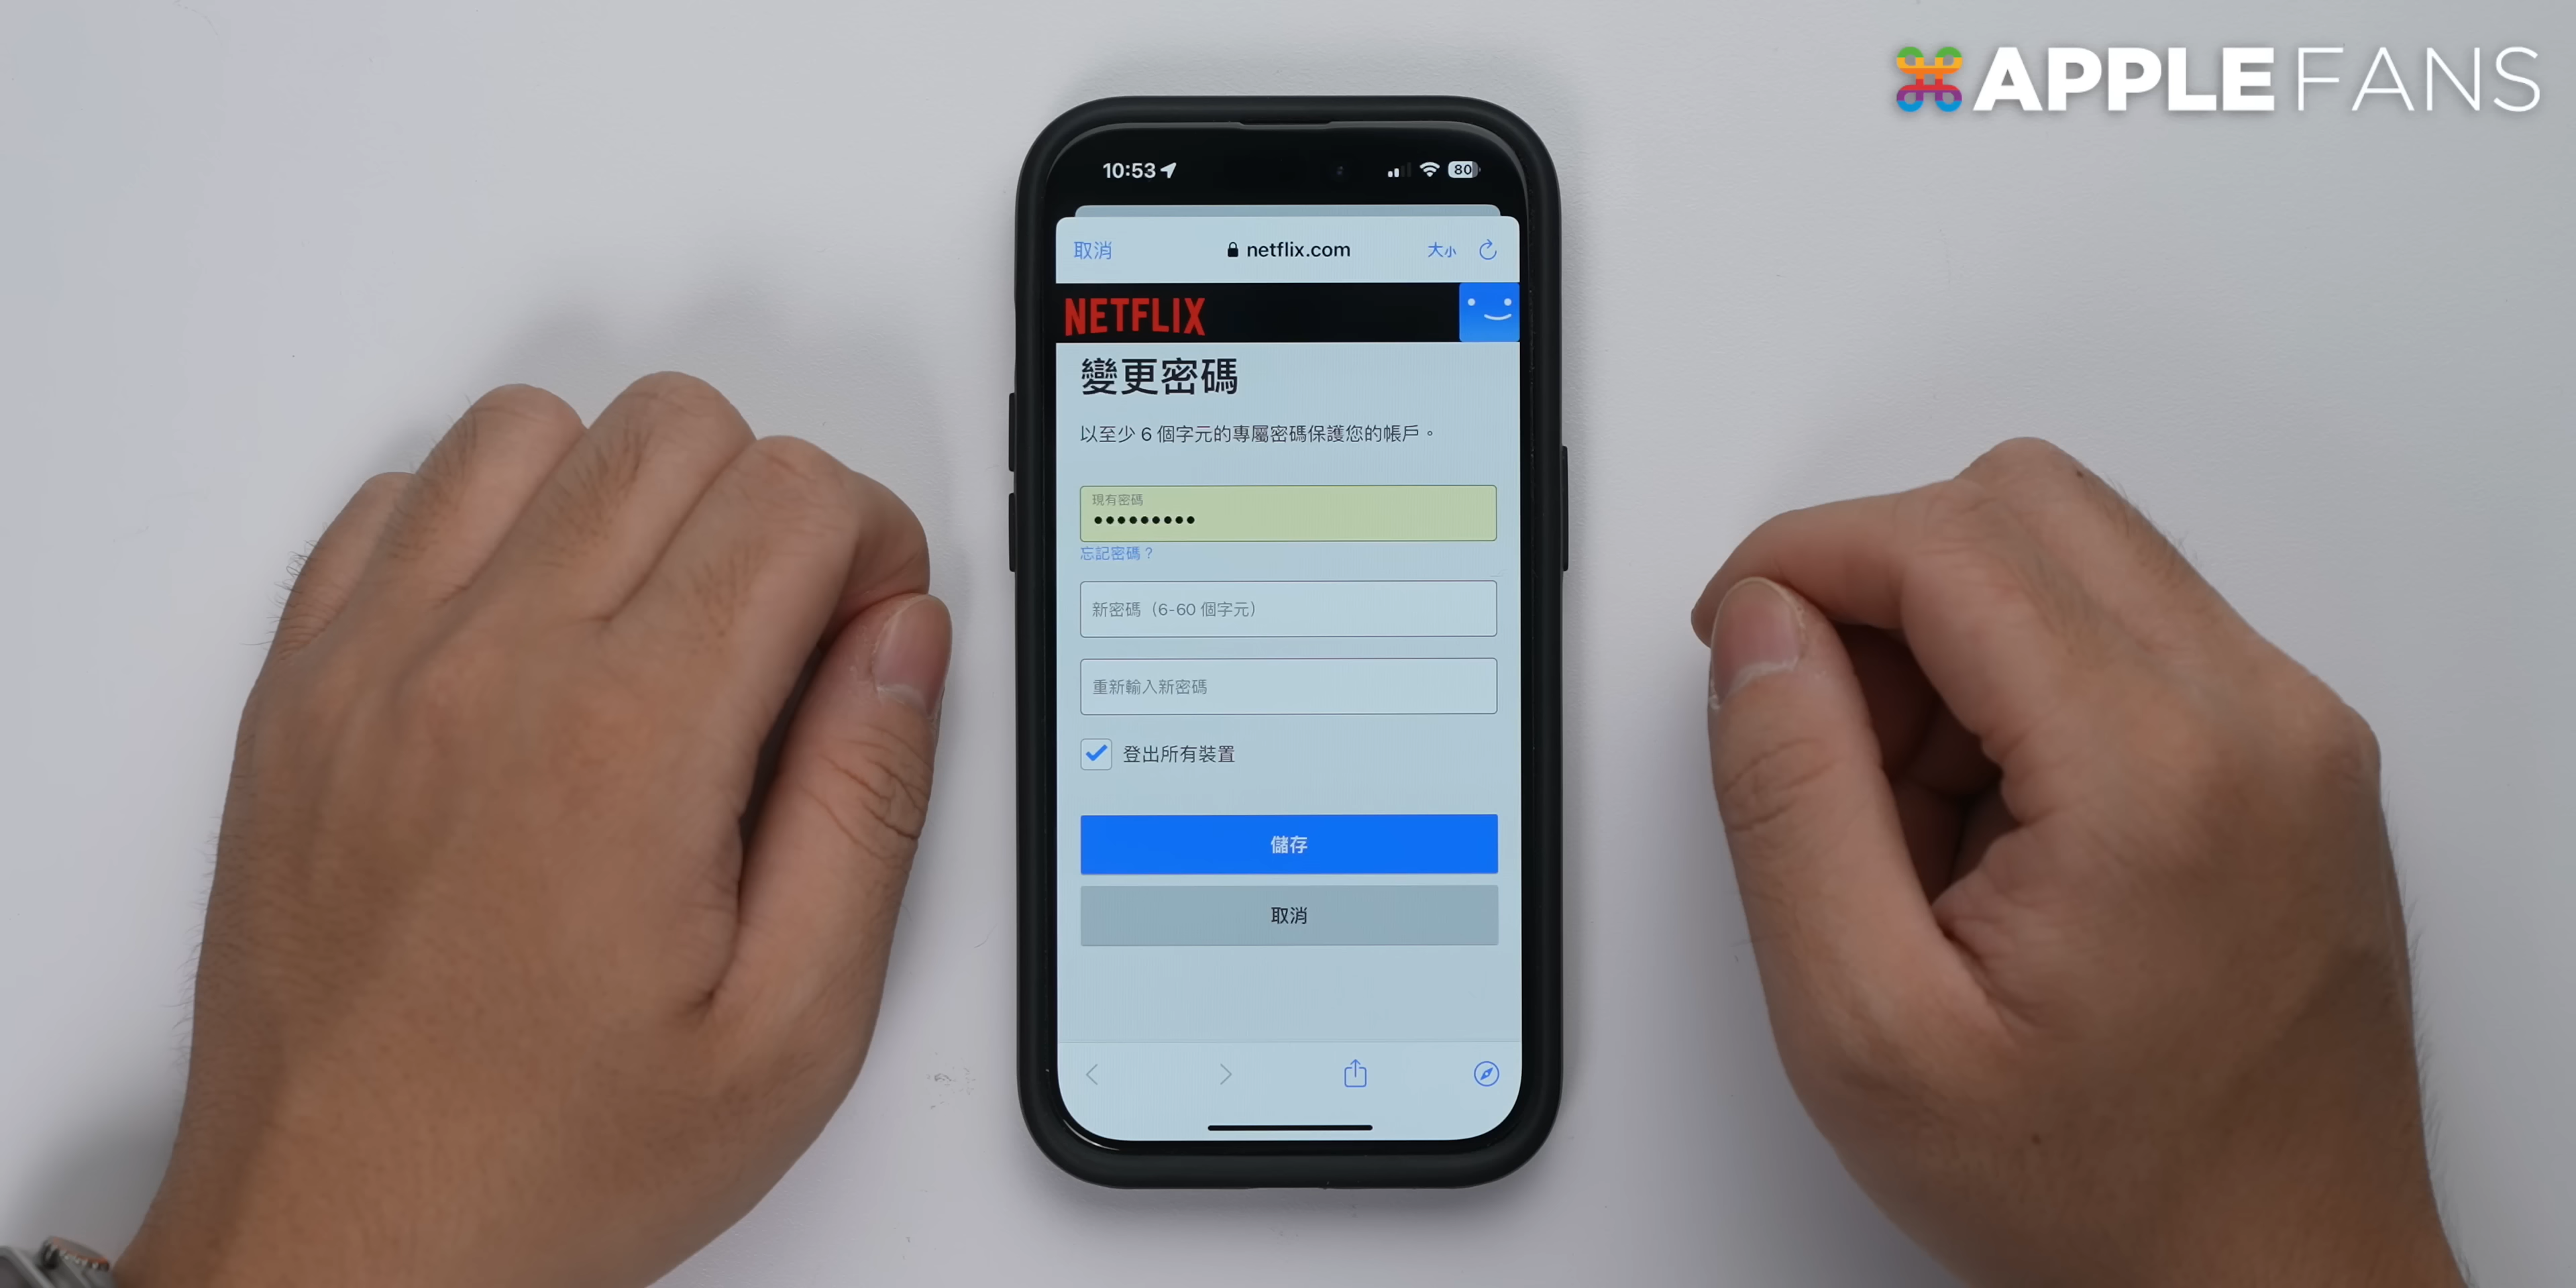 APPLE FANS
10:53
80
取消
netflix.com
大小
NETFLIX
變更密碼
以至少 6 個字元的專屬密碼保護您的帳戶。
現有密碼
•••••••••
忘記密碼？
新密碼（6-60 個字元）
重新輸入新密碼
登出所有裝置
儲存
取消